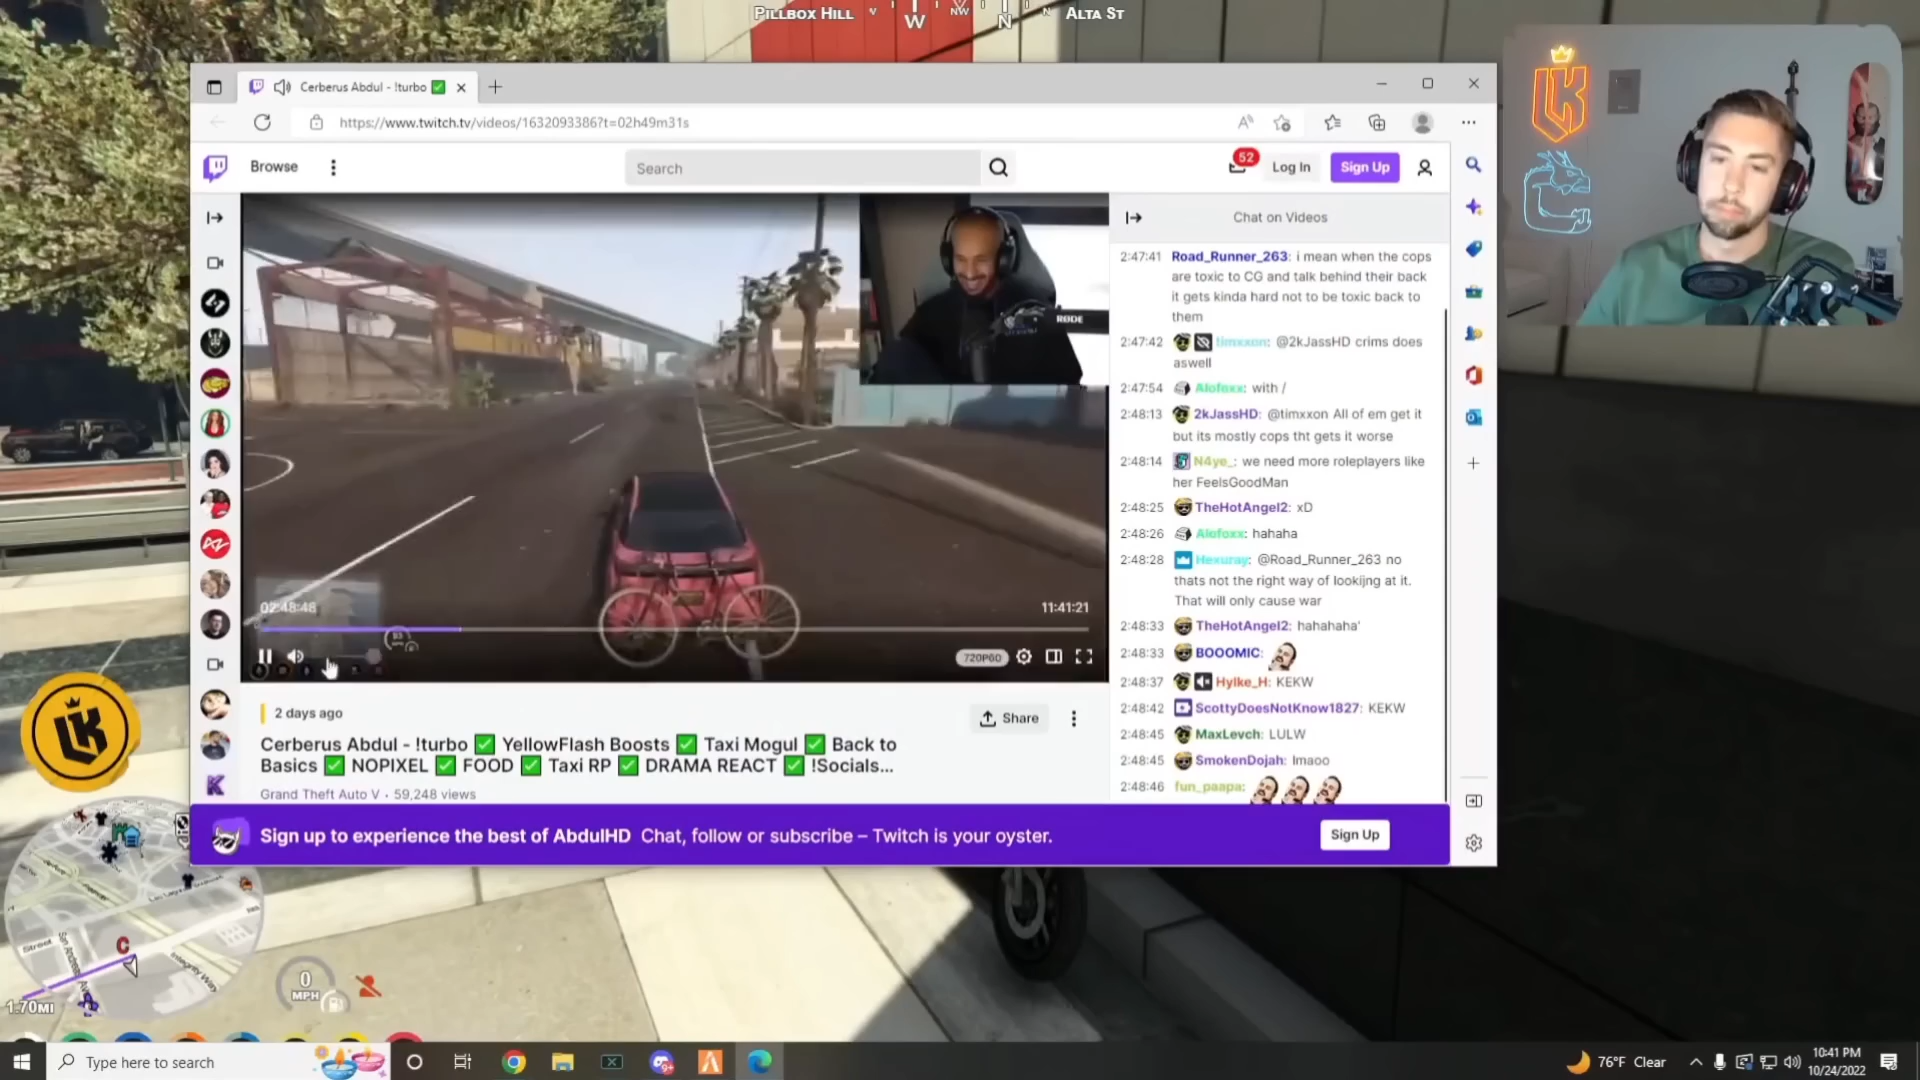 PILLBOX HILL
W
NW
N
ALTA ST
Cerberus Abdul - !turbo ✅
https://www.twitch.tv/videos/1632093386?t=02h49m31s
Browse
Search
52
Log In
Sign Up
RØDE
02:48:48
11:41:21
720P60
2 days ago
Share
Cerberus Abdul - !turbo ✅ YellowFlash Boosts ✅ Taxi Mogul ✅ Back to
Basics ✅ NOPIXEL ✅ FOOD ✅ Taxi RP ✅ DRAMA REACT ✅ !Socials...
Grand Theft Auto V • 59,248 views
Chat on Videos
2:47:41 Road_Runner_263: i mean when the cops
are toxic to CG and talk behind their back
it gets kinda hard not to be toxic back to
them
2:47:42 timxxon: @2kJassHD crims does
aswell
2:47:54 Alofoxx: with /
2:48:13 2kJassHD: @timxxon All of em get it
but its mostly cops tht gets it worse
2:48:14 N4ye_: we need more roleplayers like
her FeelsGoodMan
2:48:25 TheHotAngel2: xD
2:48:26 Alofoxx: hahaha
2:48:28 Hexuray: @Road_Runner_263 no
thats not the right way of lookijng at it.
That will only cause war
2:48:33 TheHotAngel2: hahahaha'
2:48:33 BOOOMIC:
2:48:37 Hylke_H: KEKW
2:48:42 ScottyDoesNotKnow1827: KEKW
2:48:45 MaxLevch: LULW
2:48:45 SmokenDojah: lmaoo
2:48:46 fun_paapa:
Sign up to experience the best of AbdulHD Chat, follow or subscribe – Twitch is your oyster.
Sign Up
LK
LK
C
Street
Integrity Way
1.70MI
0
MPH
Type here to search
76°F Clear
10:41 PM
10/24/2022